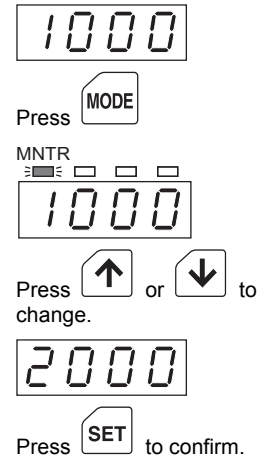 1000
Press MODE
MNTR
1000
Press ↑ or ↓ to
change.
2000
Press SET to confirm.